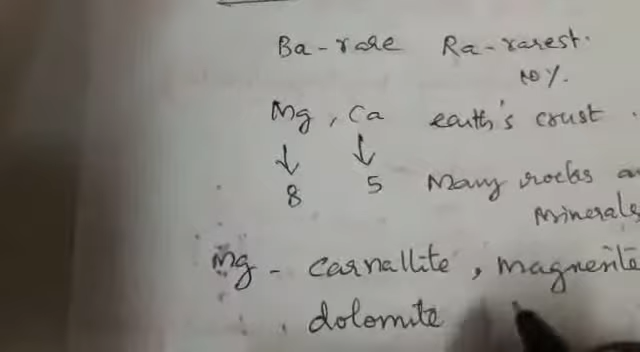 Ba - rare Ra - rarest.
10%.
Mg , Ca earth's crust .
↓ ↓
8 5 Many rocks
minerals
Mg - carnallite , magnesite
, dolomite